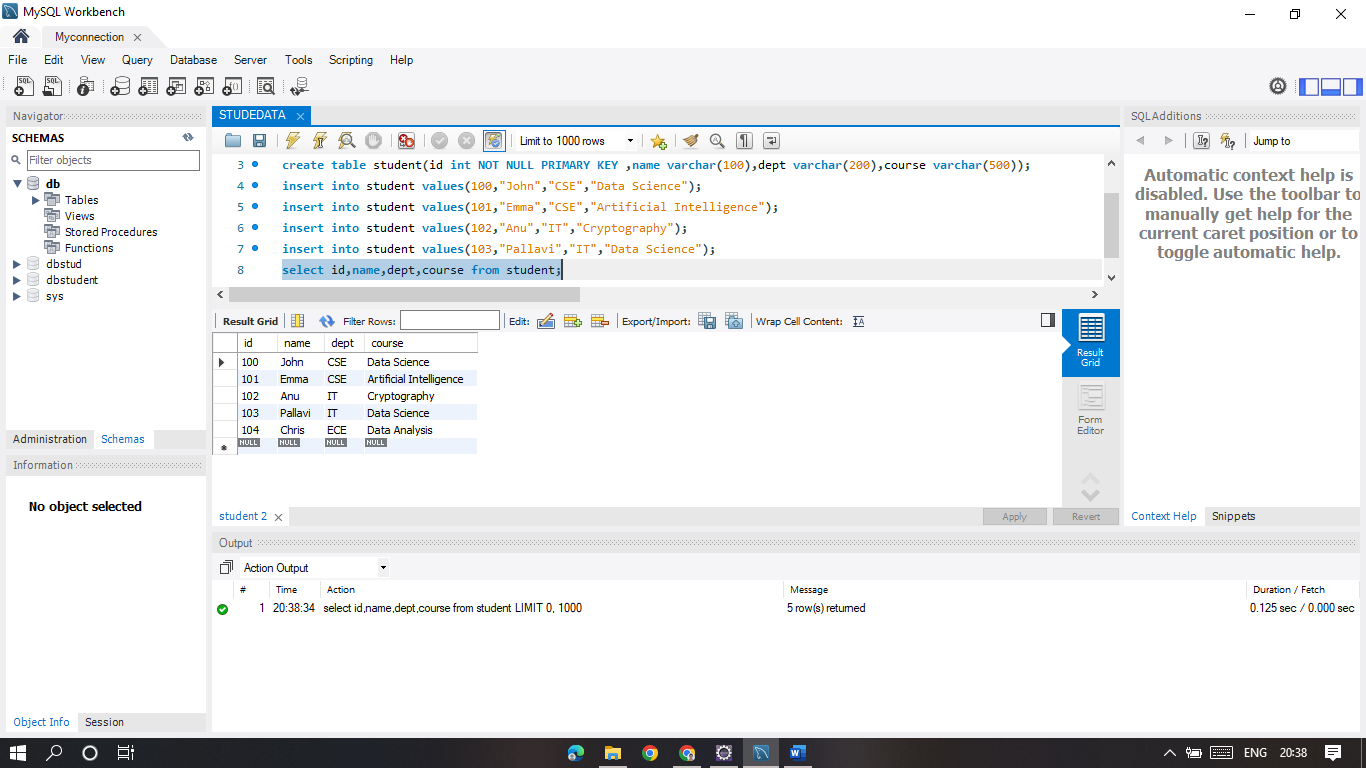 MySQL Workbench
Myconnection
File Edit View Query Database Server Tools Scripting Help
Navigator
SCHEMAS
Filter objects
db
Tables
Views
Stored Procedures
Functions
dbstud
dbstudent
sys
Administration Schemas
Information
No object selected
Object Info Session
STUDEDATA
Limit to 1000 rows
3 create table student(id int NOT NULL PRIMARY KEY ,name varchar(100),dept varchar(200),course varchar(500));
4 insert into student values(100,"John","CSE","Data Science");
5 insert into student values(101,"Emma","CSE","Artificial Intelligence");
6 insert into student values(102,"Anu","IT","Cryptography");
7 insert into student values(103,"Pallavi","IT","Data Science");
8 select id,name,dept,course from student;
Result Grid Filter Rows: Edit: Export/Import: Wrap Cell Content:
id name dept course
100 John CSE Data Science
101 Emma CSE Artificial Intelligence
102 Anu IT Cryptography
103 Pallavi IT Data Science
104 Chris ECE Data Analysis
NULL NULL NULL NULL
Result
Grid
Form
Editor
student 2
Apply Revert
SQLAdditions
Jump to
Automatic context help is
disabled. Use the toolbar to
manually get help for the
current caret position or to
toggle automatic help.
Context Help Snippets
Output
Action Output
# Time Action Message Duration / Fetch
1 20:38:34 select id,name,dept,course from student LIMIT 0, 1000 5 row(s) returned 0.125 sec / 0.000 sec
ENG 20:38